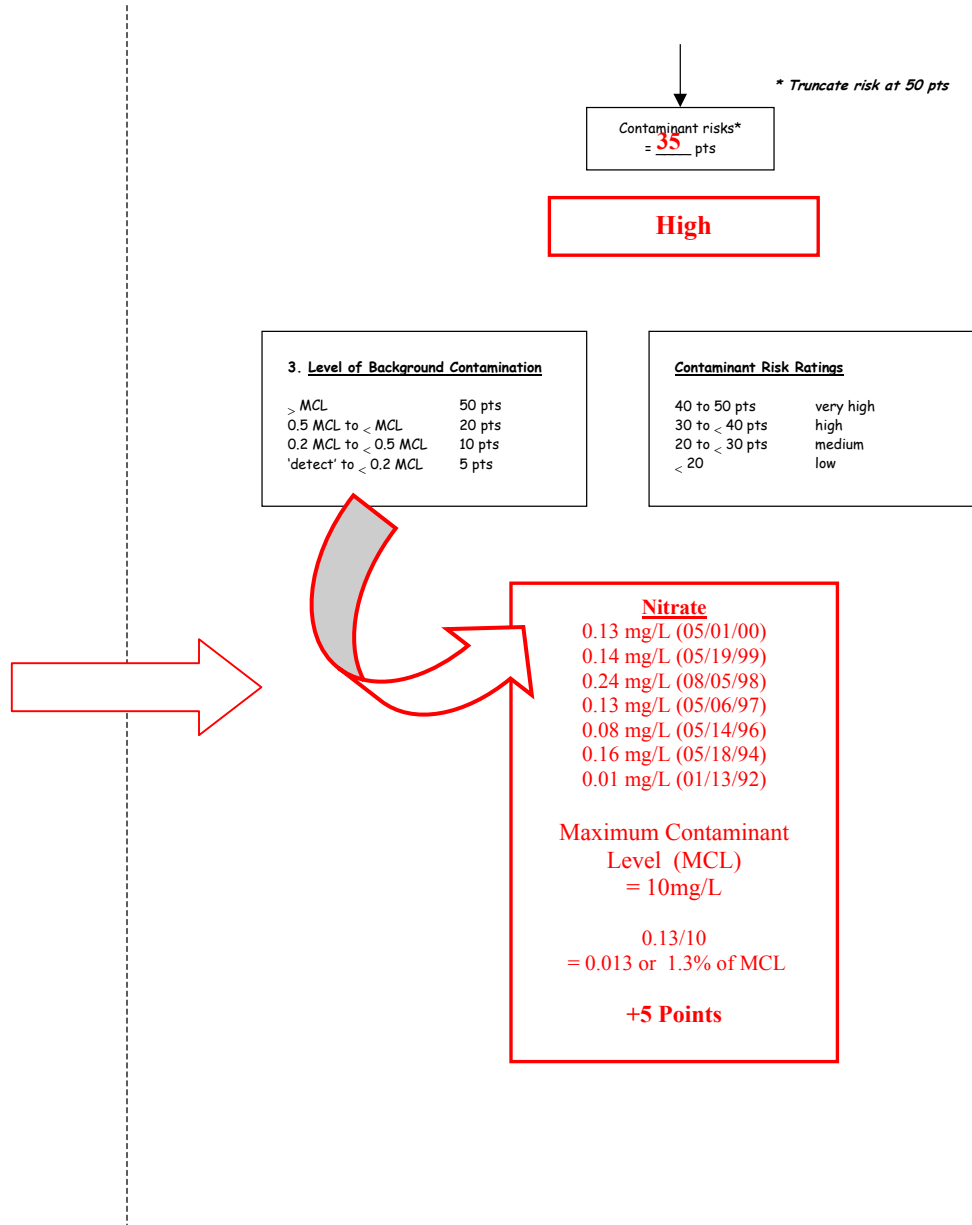 * Truncate risk at 50 pts
Contaminant risks*
= 35 pts
High
3. Level of Background Contamination
> MCL 50 pts
0.5 MCL to < MCL 20 pts
0.2 MCL to < 0.5 MCL 10 pts
'detect' to < 0.2 MCL 5 pts
Contaminant Risk Ratings
40 to 50 pts very high
30 to < 40 pts high
20 to < 30 pts medium
< 20 low
Nitrate
0.13 mg/L (05/01/00)
0.14 mg/L (05/19/99)
0.24 mg/L (08/05/98)
0.13 mg/L (05/06/97)
0.08 mg/L (05/14/96)
0.16 mg/L (05/18/94)
0.01 mg/L (01/13/92)
Maximum Contaminant
Level (MCL)
= 10mg/L
0.13/10
= 0.013 or 1.3% of MCL
+5 Points